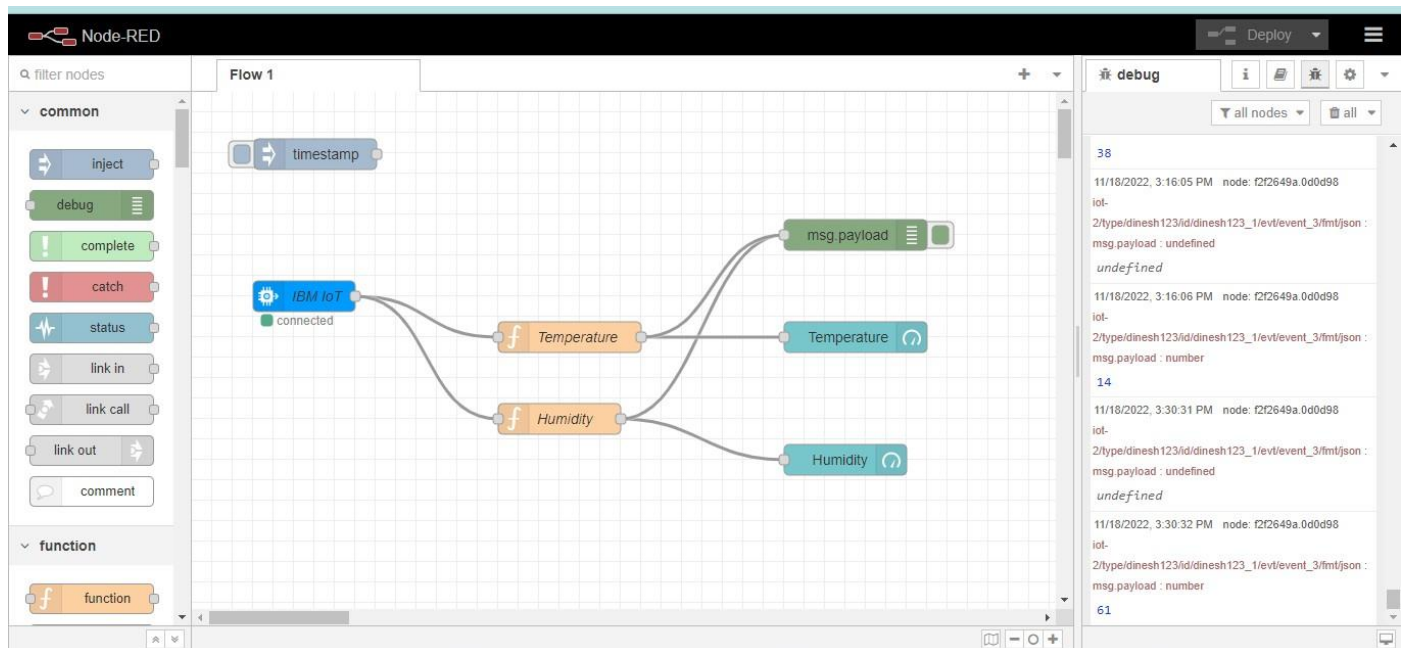 Node-RED
Deploy
filter nodes
Flow 1
debug
i
all nodes
all
common
inject
debug
complete
catch
status
link in
link call
link out
comment
function
f function
timestamp
IBM IoT
connected
f Temperature
f Humidity
msg.payload
Temperature
Humidity
38
11/18/2022, 3:16:05 PM node: f2f2649a.0d0d98
iot-
2/type/dinesh123/id/dinesh123_1/evt/event_3/fmt/json :
msg.payload : undefined
undefined
11/18/2022, 3:16:06 PM node: f2f2649a.0d0d98
iot-
2/type/dinesh123/id/dinesh123_1/evt/event_3/fmt/json :
msg.payload : number
14
11/18/2022, 3:30:31 PM node: f2f2649a.0d0d98
iot-
2/type/dinesh123/id/dinesh123_1/evt/event_3/fmt/json :
msg.payload : undefined
undefined
11/18/2022, 3:30:32 PM node: f2f2649a.0d0d98
iot-
2/type/dinesh123/id/dinesh123_1/evt/event_3/fmt/json :
msg.payload : number
61